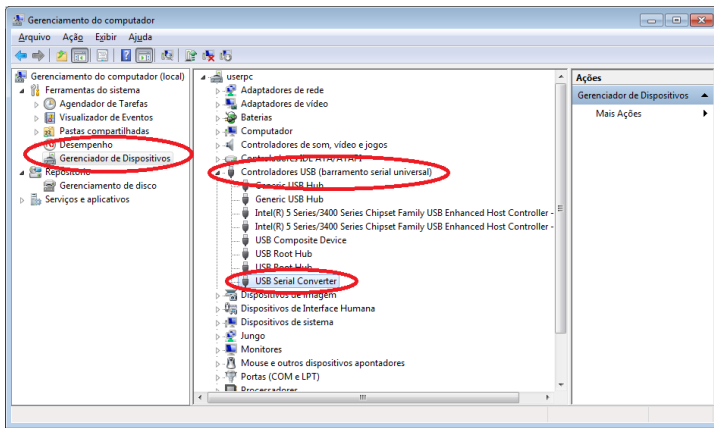 Gerenciamento do computador
Arquivo Ação Exibir Ajuda
Gerenciamento do computador (local)
Ferramentas do sistema
Agendador de Tarefas
Visualizador de Eventos
Pastas compartilhadas
Desempenho
Gerenciador de Dispositivos
Repositório
Gerenciamento de disco
Serviços e aplicativos
userpc
Adaptadores de rede
Adaptadores de vídeo
Baterias
Computador
Controladores de som, vídeo e jogos
Controladores IDE ATA/ATAPI
Controladores USB (barramento serial universal)
Generic USB Hub
Generic USB Hub
Intel(R) 5 Series/3400 Series Chipset Family USB Enhanced Host Controller -
Intel(R) 5 Series/3400 Series Chipset Family USB Enhanced Host Controller -
USB Composite Device
USB Root Hub
USB Root Hub
USB Serial Converter
Dispositivos de imagem
Dispositivos de Interface Humana
Dispositivos de sistema
Jungo
Monitores
Mouse e outros dispositivos apontadores
Portas (COM e LPT)
Processadores
Ações
Gerenciador de Dispositivos
Mais Ações